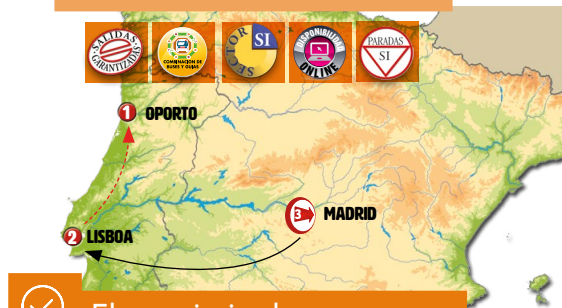 SALIDAS
GARANTIZADAS
COMBINACIÓN DE
BUSES Y GUÍAS
SECTOR
SI
DISPONIBILIDAD
ONLINE
PARADAS
SI
1 OPORTO
3 MADRID
2 LISBOA